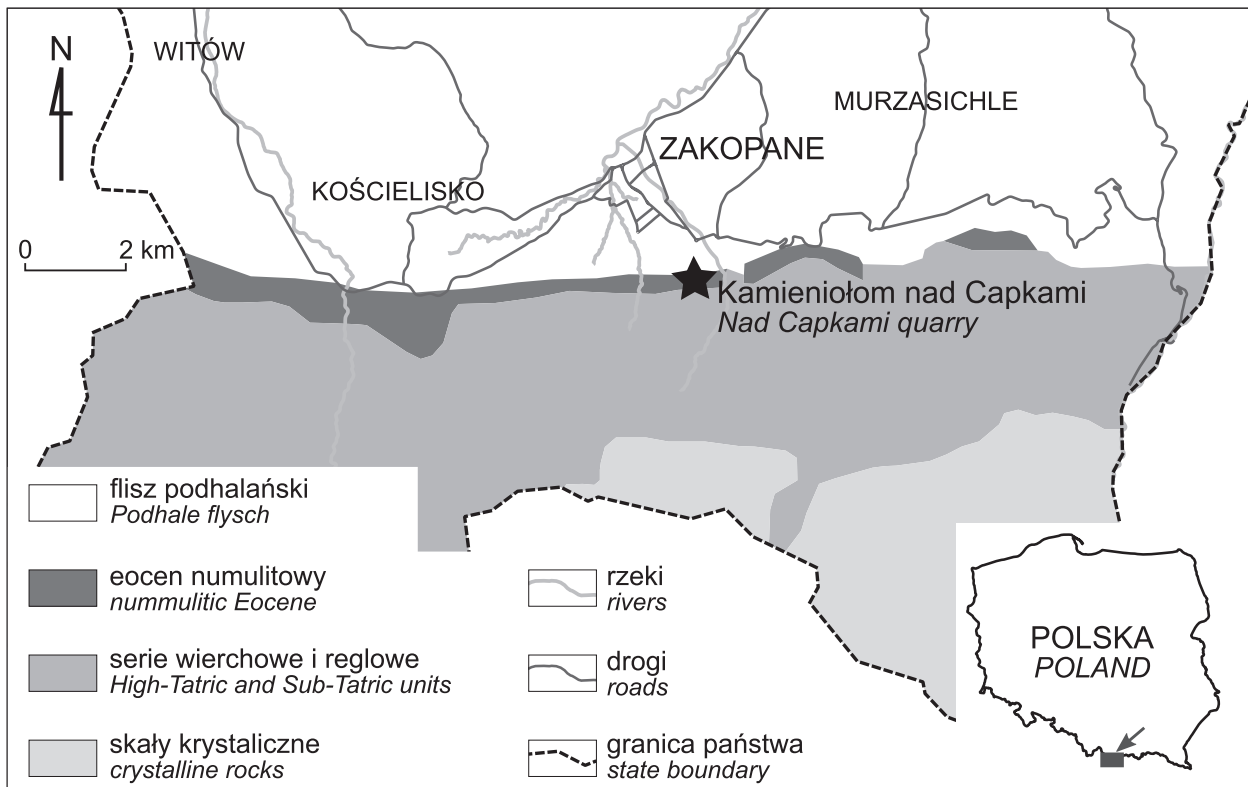 N
WITÓW
MURZASICHLE
ZAKOPANE
KOŚCIELISKO
0 2 km
Kamieniołom nad Capkami
Nad Capkami quarry
flisz podhalański
Podhale flysch
eocen numulitowy
nummulitic Eocene
serie wierchowe i reglowe
High-Tatric and Sub-Tatric units
skały krystaliczne
crystalline rocks
rzeki
rivers
drogi
roads
granica państwa
state boundary
POLSKA
POLAND